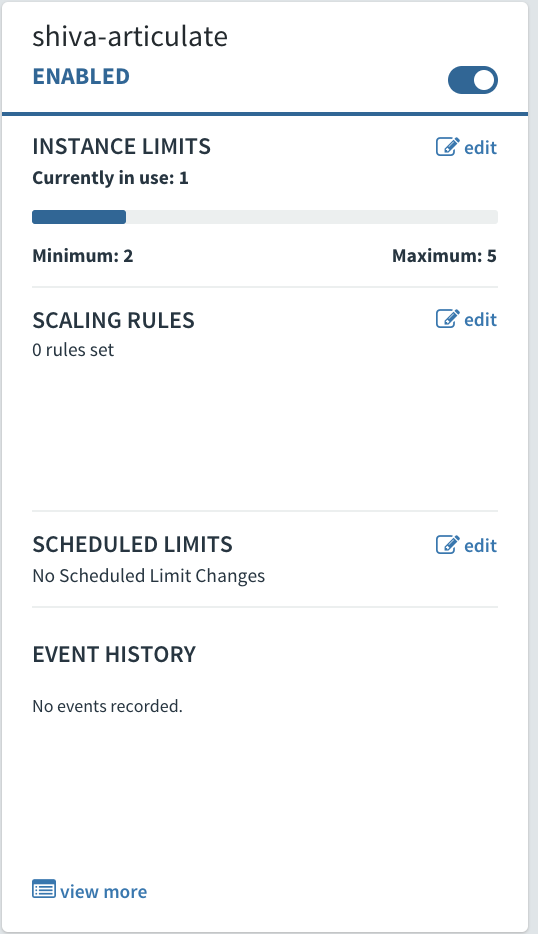 shiva-articulate
ENABLED
INSTANCE LIMITS
edit
Currently in use: 1
Minimum: 2
Maximum: 5
SCALING RULES
edit
0 rules set
SCHEDULED LIMITS
edit
No Scheduled Limit Changes
EVENT HISTORY
No events recorded.
view more